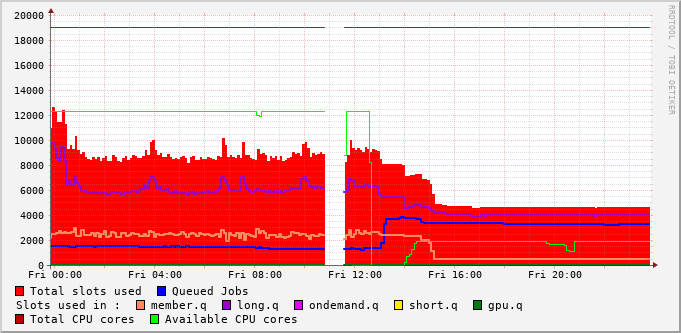 20000
18000
16000
14000
12000
10000
8000
6000
4000
2000
0
Fri 00:00 Fri 04:00 Fri 08:00 Fri 12:00 Fri 16:00 Fri 20:00
RRDTOOL / TOBI OETIKER
Total slots used Queued Jobs
Slots used in : member.q long.q ondemand.q short.q gpu.q
Total CPU cores Available CPU cores